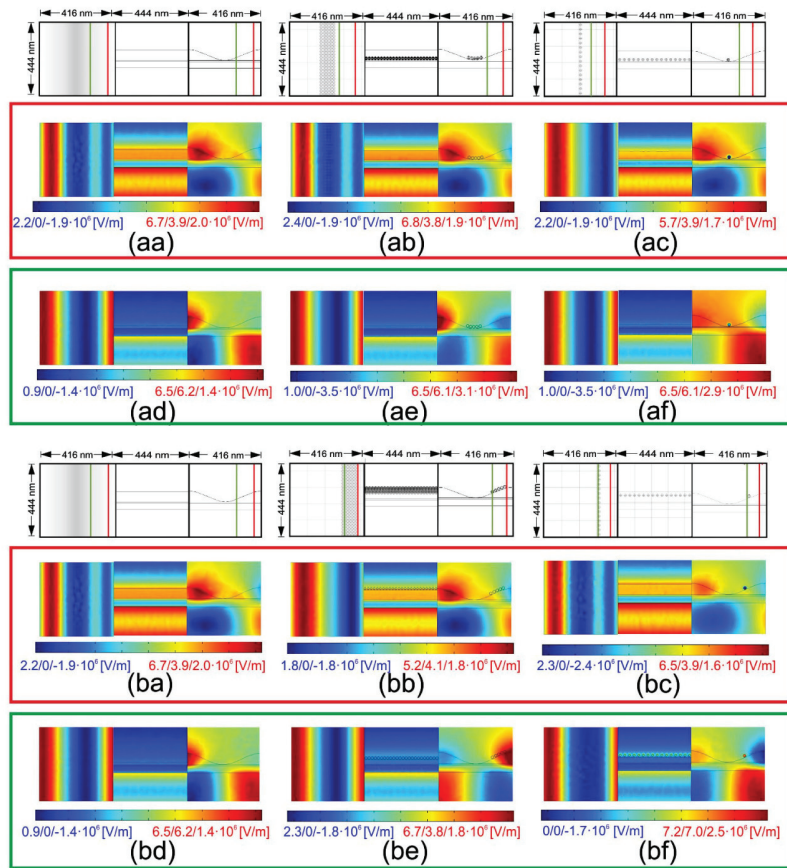 416 nm 444 nm 416 nm 416 nm 444 nm 416 nm 416 nm 444 nm 416 nm
444 nm 444 nm 444 nm
2.2/0/-1.9·10⁶ [V/m] 6.7/3.9/2.0·10⁶ [V/m] 2.4/0/-1.9·10⁶ [V/m] 6.8/3.8/1.9·10⁶ [V/m] 2.2/0/-1.9·10⁶ [V/m] 5.7/3.9/1.7·10⁶ [V/m]
(aa) (ab) (ac)
0.9/0/-1.4·10⁶ [V/m] 6.5/6.2/1.4·10⁶ [V/m] 1.0/0/-3.5·10⁶ [V/m] 6.5/6.1/3.1·10⁶ [V/m] 1.0/0/-3.5·10⁶ [V/m] 6.5/6.1/2.9·10⁶ [V/m]
(ad) (ae) (af)
416 nm 444 nm 416 nm 416 nm 444 nm 416 nm 416 nm 444 nm 416 nm
444 nm 444 nm 444 nm
2.2/0/-1.9·10⁶ [V/m] 6.7/3.9/2.0·10⁶ [V/m] 1.8/0/-1.8·10⁶ [V/m] 5.2/4.1/1.8·10⁶ [V/m] 2.3/0/-2.4·10⁶ [V/m] 6.5/3.9/1.6·10⁶ [V/m]
(ba) (bb) (bc)
0.9/0/-1.4·10⁶ [V/m] 6.5/6.2/1.4·10⁶ [V/m] 2.3/0/-1.8·10⁶ [V/m] 6.7/3.8/1.8·10⁶ [V/m] 0/0/-1.7·10⁶ [V/m] 7.2/7.0/2.5·10⁶ [V/m]
(bd) (be) (bf)